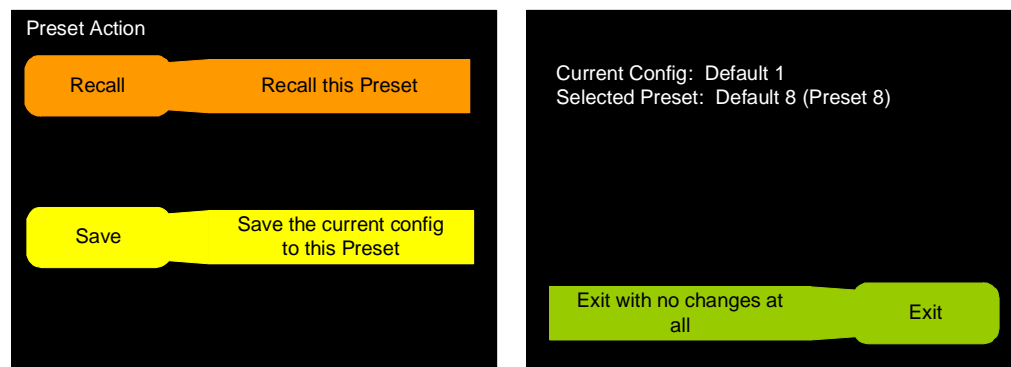 Preset Action
Recall
Recall this Preset
Save
Save the current config
to this Preset
Current Config:  Default 1
Selected Preset:  Default 8 (Preset 8)
Exit with no changes at
all
Exit